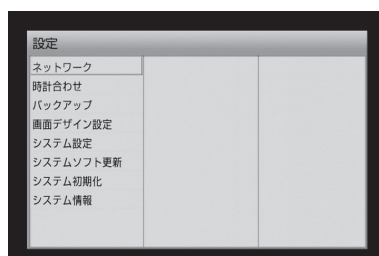 設定
ネットワーク
時計合わせ
バックアップ
画面デザイン設定
システム設定
システムソフト更新
システム初期化
システム情報